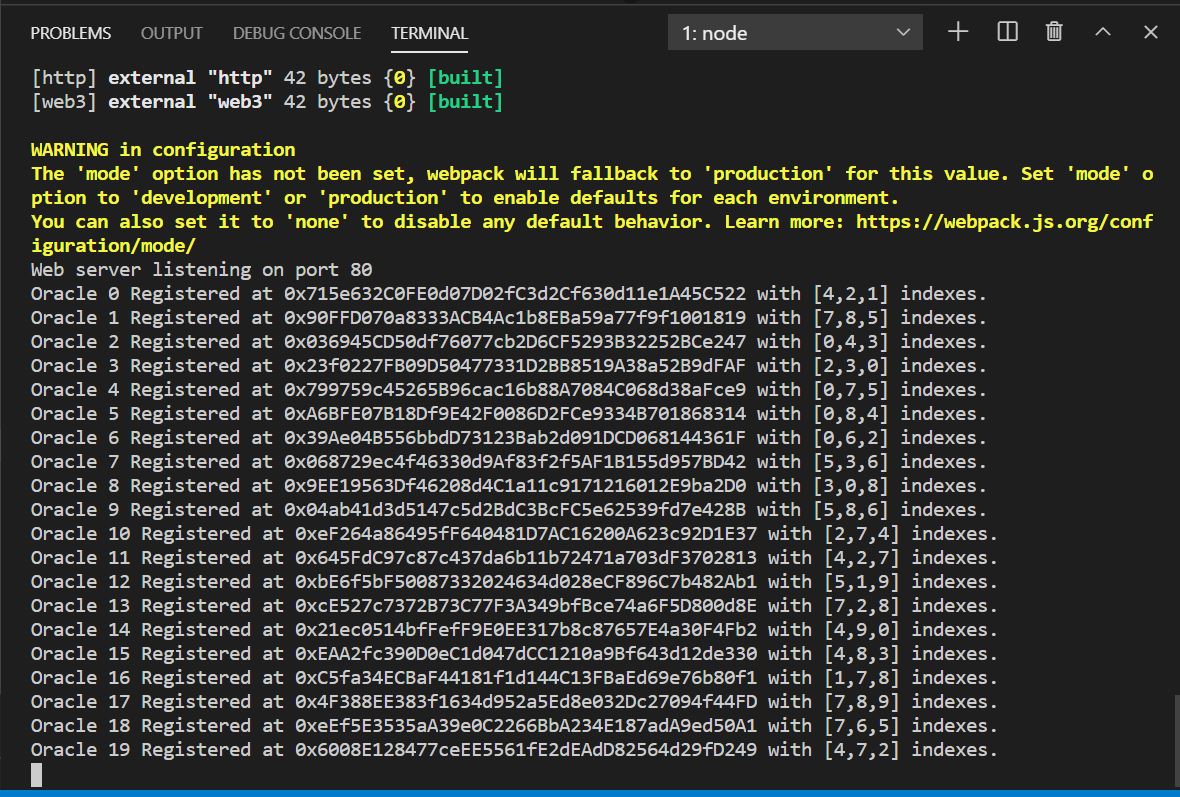 PROBLEMS OUTPUT DEBUG CONSOLE TERMINAL 1: node
[http] external "http" 42 bytes {0} [built]
[web3] external "web3" 42 bytes {0} [built]
WARNING in configuration
The 'mode' option has not been set, webpack will fallback to 'production' for this value. Set 'mode' o
ption to 'development' or 'production' to enable defaults for each environment.
You can also set it to 'none' to disable any default behavior. Learn more: https://webpack.js.org/conf
iguration/mode/
Web server listening on port 80
Oracle 0 Registered at 0x715e632C0FE0d07D02fC3d2Cf630d11e1A45C522 with [4,2,1] indexes.
Oracle 1 Registered at 0x90FFD070a8333ACB4Ac1b8EBa59a77f9f1001819 with [7,8,5] indexes.
Oracle 2 Registered at 0x036945CD50df76077cb2D6CF5293B32252BCe247 with [0,4,3] indexes.
Oracle 3 Registered at 0x23f0227FB09D50477331D2BB8519A38a52B9dFAF with [2,3,0] indexes.
Oracle 4 Registered at 0x799759c45265B96cac16b88A7084C068d38aFce9 with [0,7,5] indexes.
Oracle 5 Registered at 0xA6BFE07B18Df9E42F0086D2FCe9334B701868314 with [0,8,4] indexes.
Oracle 6 Registered at 0x39Ae04B556bbdD73123Bab2d091DCD068144361F with [0,6,2] indexes.
Oracle 7 Registered at 0x068729ec4f46330d9Af83f2f5AF1B155d957BD42 with [5,3,6] indexes.
Oracle 8 Registered at 0x9EE19563Df46208d4C1a11c9171216012E9ba2D0 with [3,0,8] indexes.
Oracle 9 Registered at 0x04ab41d3d5147c5d2BdC3BcFC5e62539fd7e428B with [5,8,6] indexes.
Oracle 10 Registered at 0xeF264a86495fF640481D7AC16200A623c92D1E37 with [2,7,4] indexes.
Oracle 11 Registered at 0x645FdC97c87c437da6b11b72471a703dF3702813 with [4,2,7] indexes.
Oracle 12 Registered at 0xbE6f5bF50087332024634d028eCF896C7b482Ab1 with [5,1,9] indexes.
Oracle 13 Registered at 0xcE527c7372B73C77F3A349bfBce74a6F5D800d8E with [7,2,8] indexes.
Oracle 14 Registered at 0x21ec0514bfFefF9E0EE317b8c87657E4a30F4Fb2 with [4,9,0] indexes.
Oracle 15 Registered at 0xEAA2fc390D0eC1d047dCC1210a9Bf643d12de330 with [4,8,3] indexes.
Oracle 16 Registered at 0xC5fa34ECBaF44181f1d144C13FBaEd69e76b80f1 with [1,7,8] indexes.
Oracle 17 Registered at 0x4F388EE383f1634d952a5Ed8e032Dc27094f44FD with [7,8,9] indexes.
Oracle 18 Registered at 0xeEf5E3535aA39e0C2266BbA234E187adA9ed50A1 with [7,6,5] indexes.
Oracle 19 Registered at 0x6008E128477ceEE5561fE2dEAdD82564d29fD249 with [4,7,2] indexes.